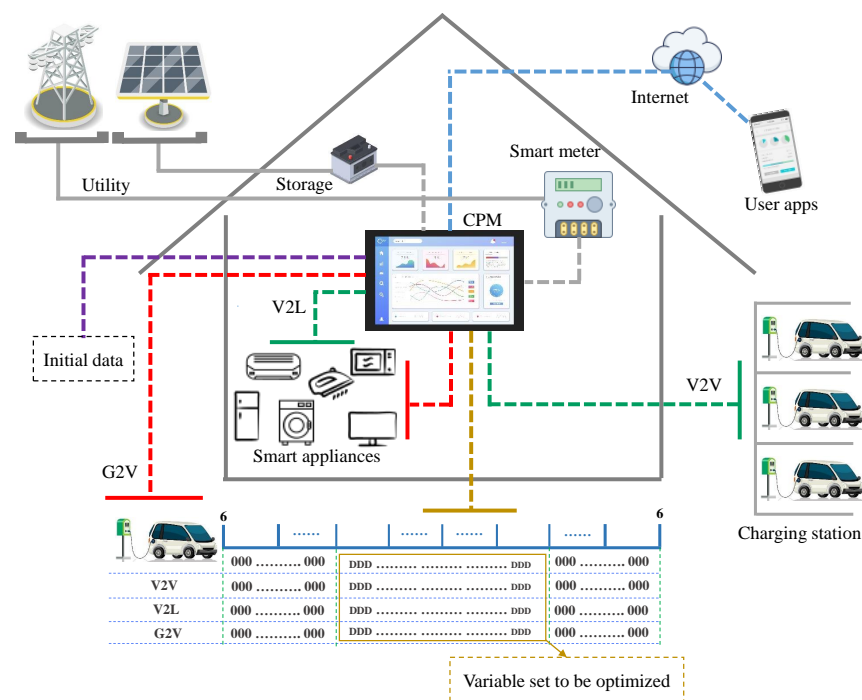 Internet
Smart meter
Utility
Storage
User apps
CPM
V2L
Initial data
V2V
Smart appliances
G2V
Charging station
6
......
......
......
......
6
000 .......... 000
DDD ......... ......... ......... DDD
000 .......... 000
V2V
000 .......... 000
DDD ......... ......... ......... DDD
000 .......... 000
V2L
000 .......... 000
DDD ......... ......... ......... DDD
000 .......... 000
G2V
000 .......... 000
DDD ......... ......... ......... DDD
000 .......... 000
Variable set to be optimized